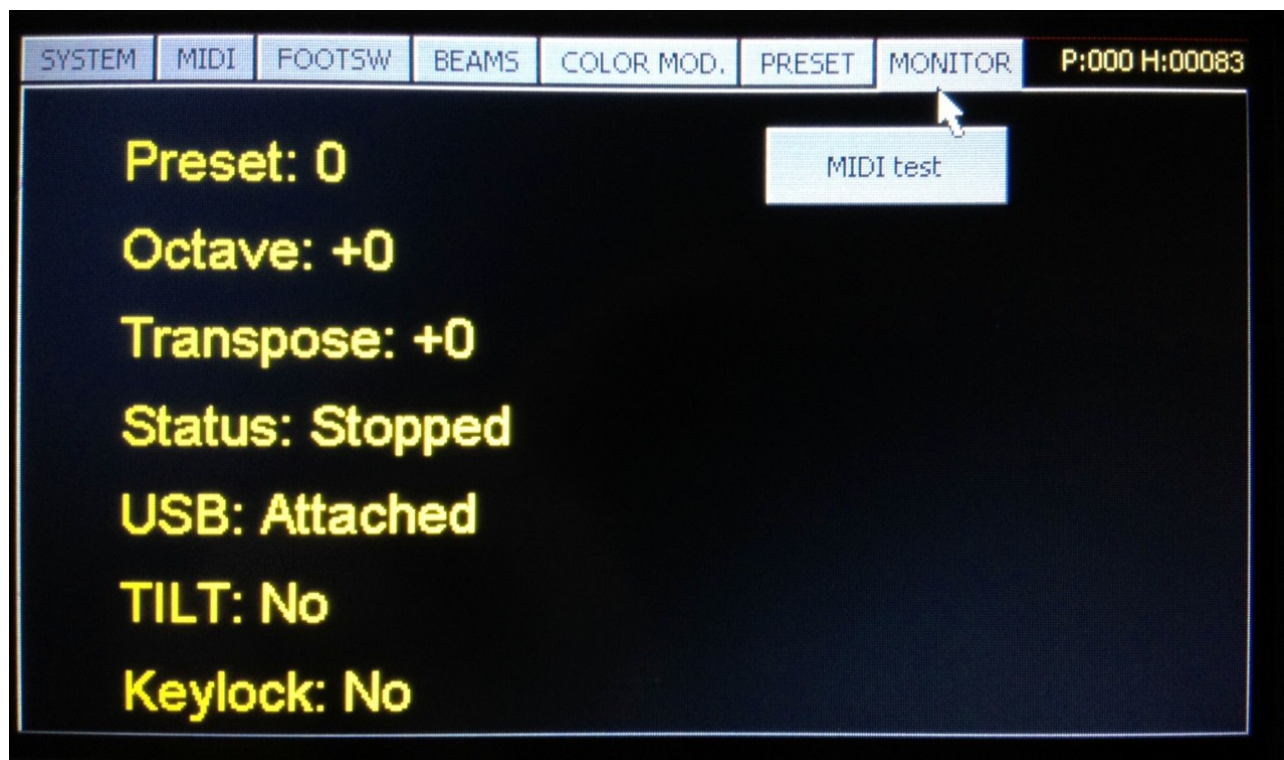 SYSTEM MIDI FOOTSW BEAMS COLOR MOD. PRESET MONITOR P:000 H:00083
MIDI test
Preset: 0
Octave: +0
Transpose: +0
Status: Stopped
USB: Attached
TILT: No
Keylock: No